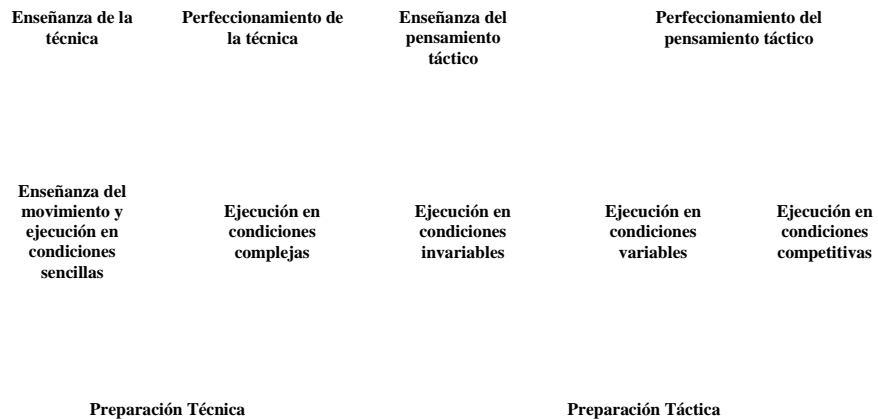 Enseñanza de la
técnica
Perfeccionamiento de
la técnica
Enseñanza del
pensamiento
táctico
Perfeccionamiento del
pensamiento táctico
Enseñanza del
movimiento y
ejecución en
condiciones
sencillas
Ejecución en
condiciones
complejas
Ejecución en
condiciones
invariables
Ejecución en
condiciones
variables
Ejecución en
condiciones
competitivas
Preparación Técnica
Preparación Táctica